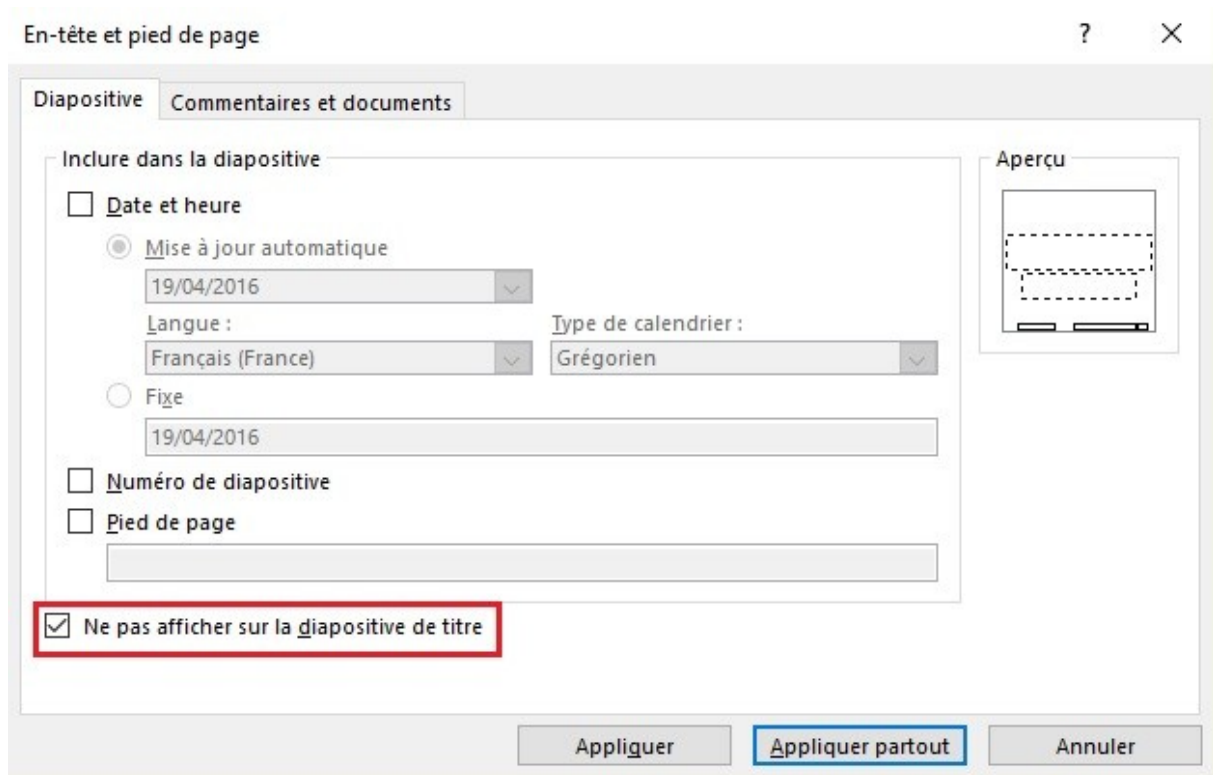 En-tête et pied de page ?
Diapositive Commentaires et documents
Inclure dans la diapositive
Aperçu
Date et heure
Mise à jour automatique
19/04/2016
Langue : Type de calendrier :
Français (France) Grégorien
Fixe
19/04/2016
Numéro de diapositive
Pied de page
Ne pas afficher sur la diapositive de titre
Appliquer Appliquer partout Annuler